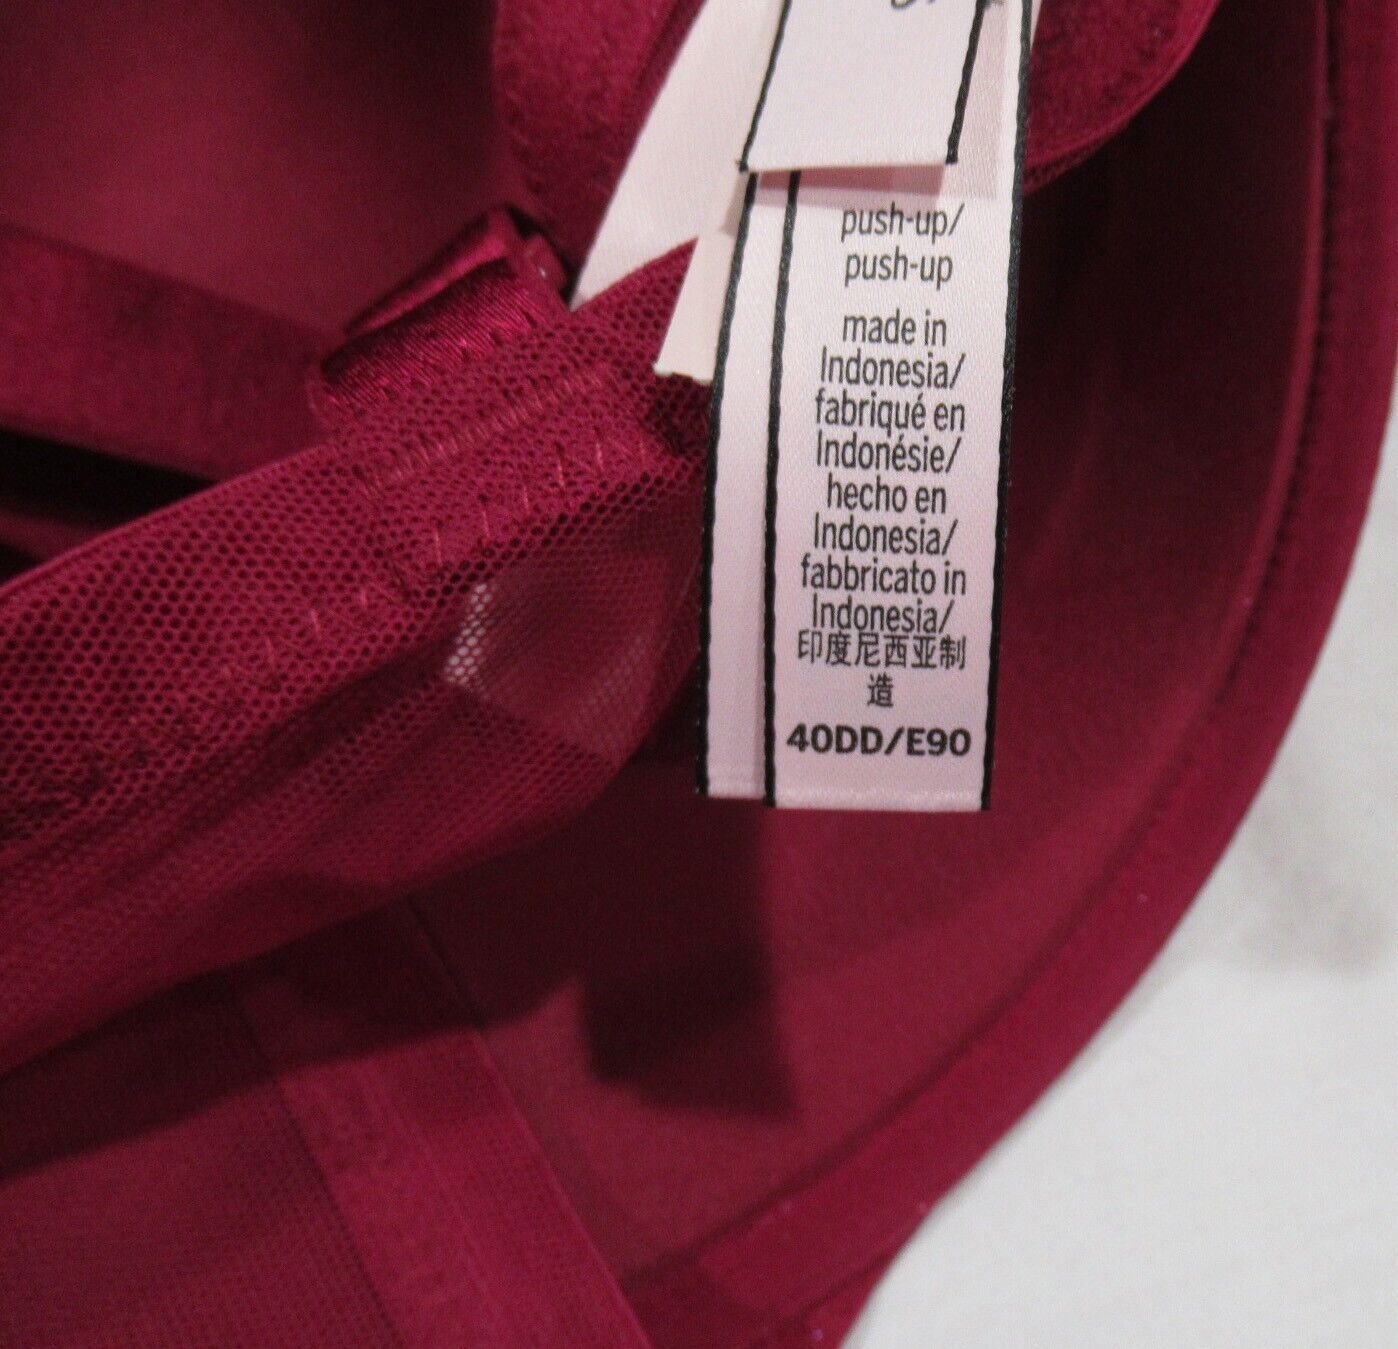 push-up/
push-up
made in
Indonesia/
fabriqué en
Indonésie/
hecho en
Indonesia/
fabbricato in
Indonesia/
印度尼西亚制
造
40DD/E90